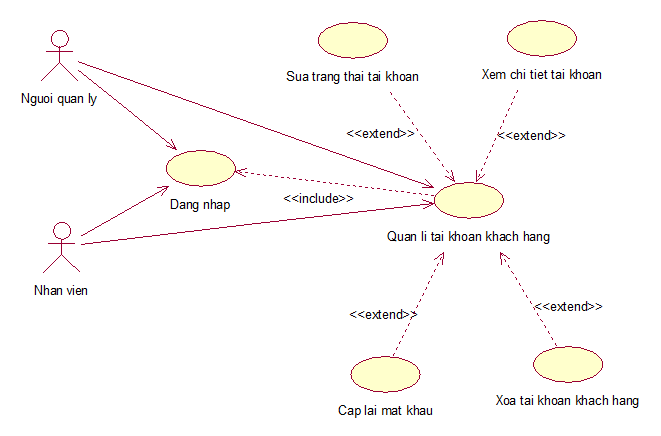 Sua trang thai tai khoan
Xem chi tiet tai khoan
Nguoi quan ly
<<extend>>
<<extend>>
Dang nhap
<<include>>
Quan li tai khoan khach hang
Nhan vien
<<extend>>
<<extend>>
Cap lai mat khau
Xoa tai khoan khach hang